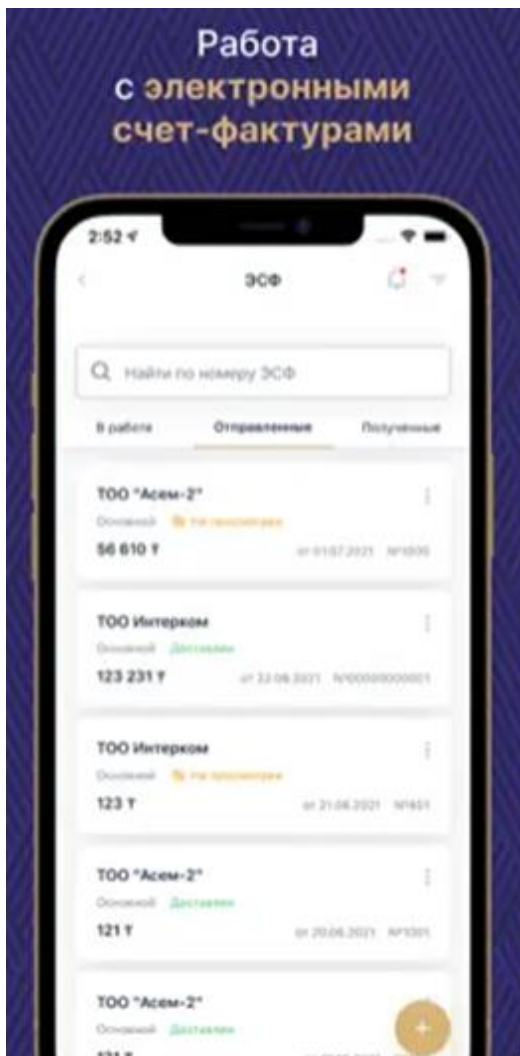 Работа
с электронными
счет-фактурами
2:52
ЭСФ
Найти по номеру ЭСФ
В работе Отправленные Полученные
ТОО "Асем-2"
Основной Не просмотрен
56 610 ₸ от 01.07.2021
ТОО Интерком
Основной Доставлен
123 231 ₸ от 22.06.2021
ТОО Интерком
Основной Не просмотрен
123 ₸ от 21.06.2021
ТОО "Асем-2"
Основной Доставлен
121 ₸ от 20.06.2021 №1001
ТОО "Асем-2"
Основной Доставлен